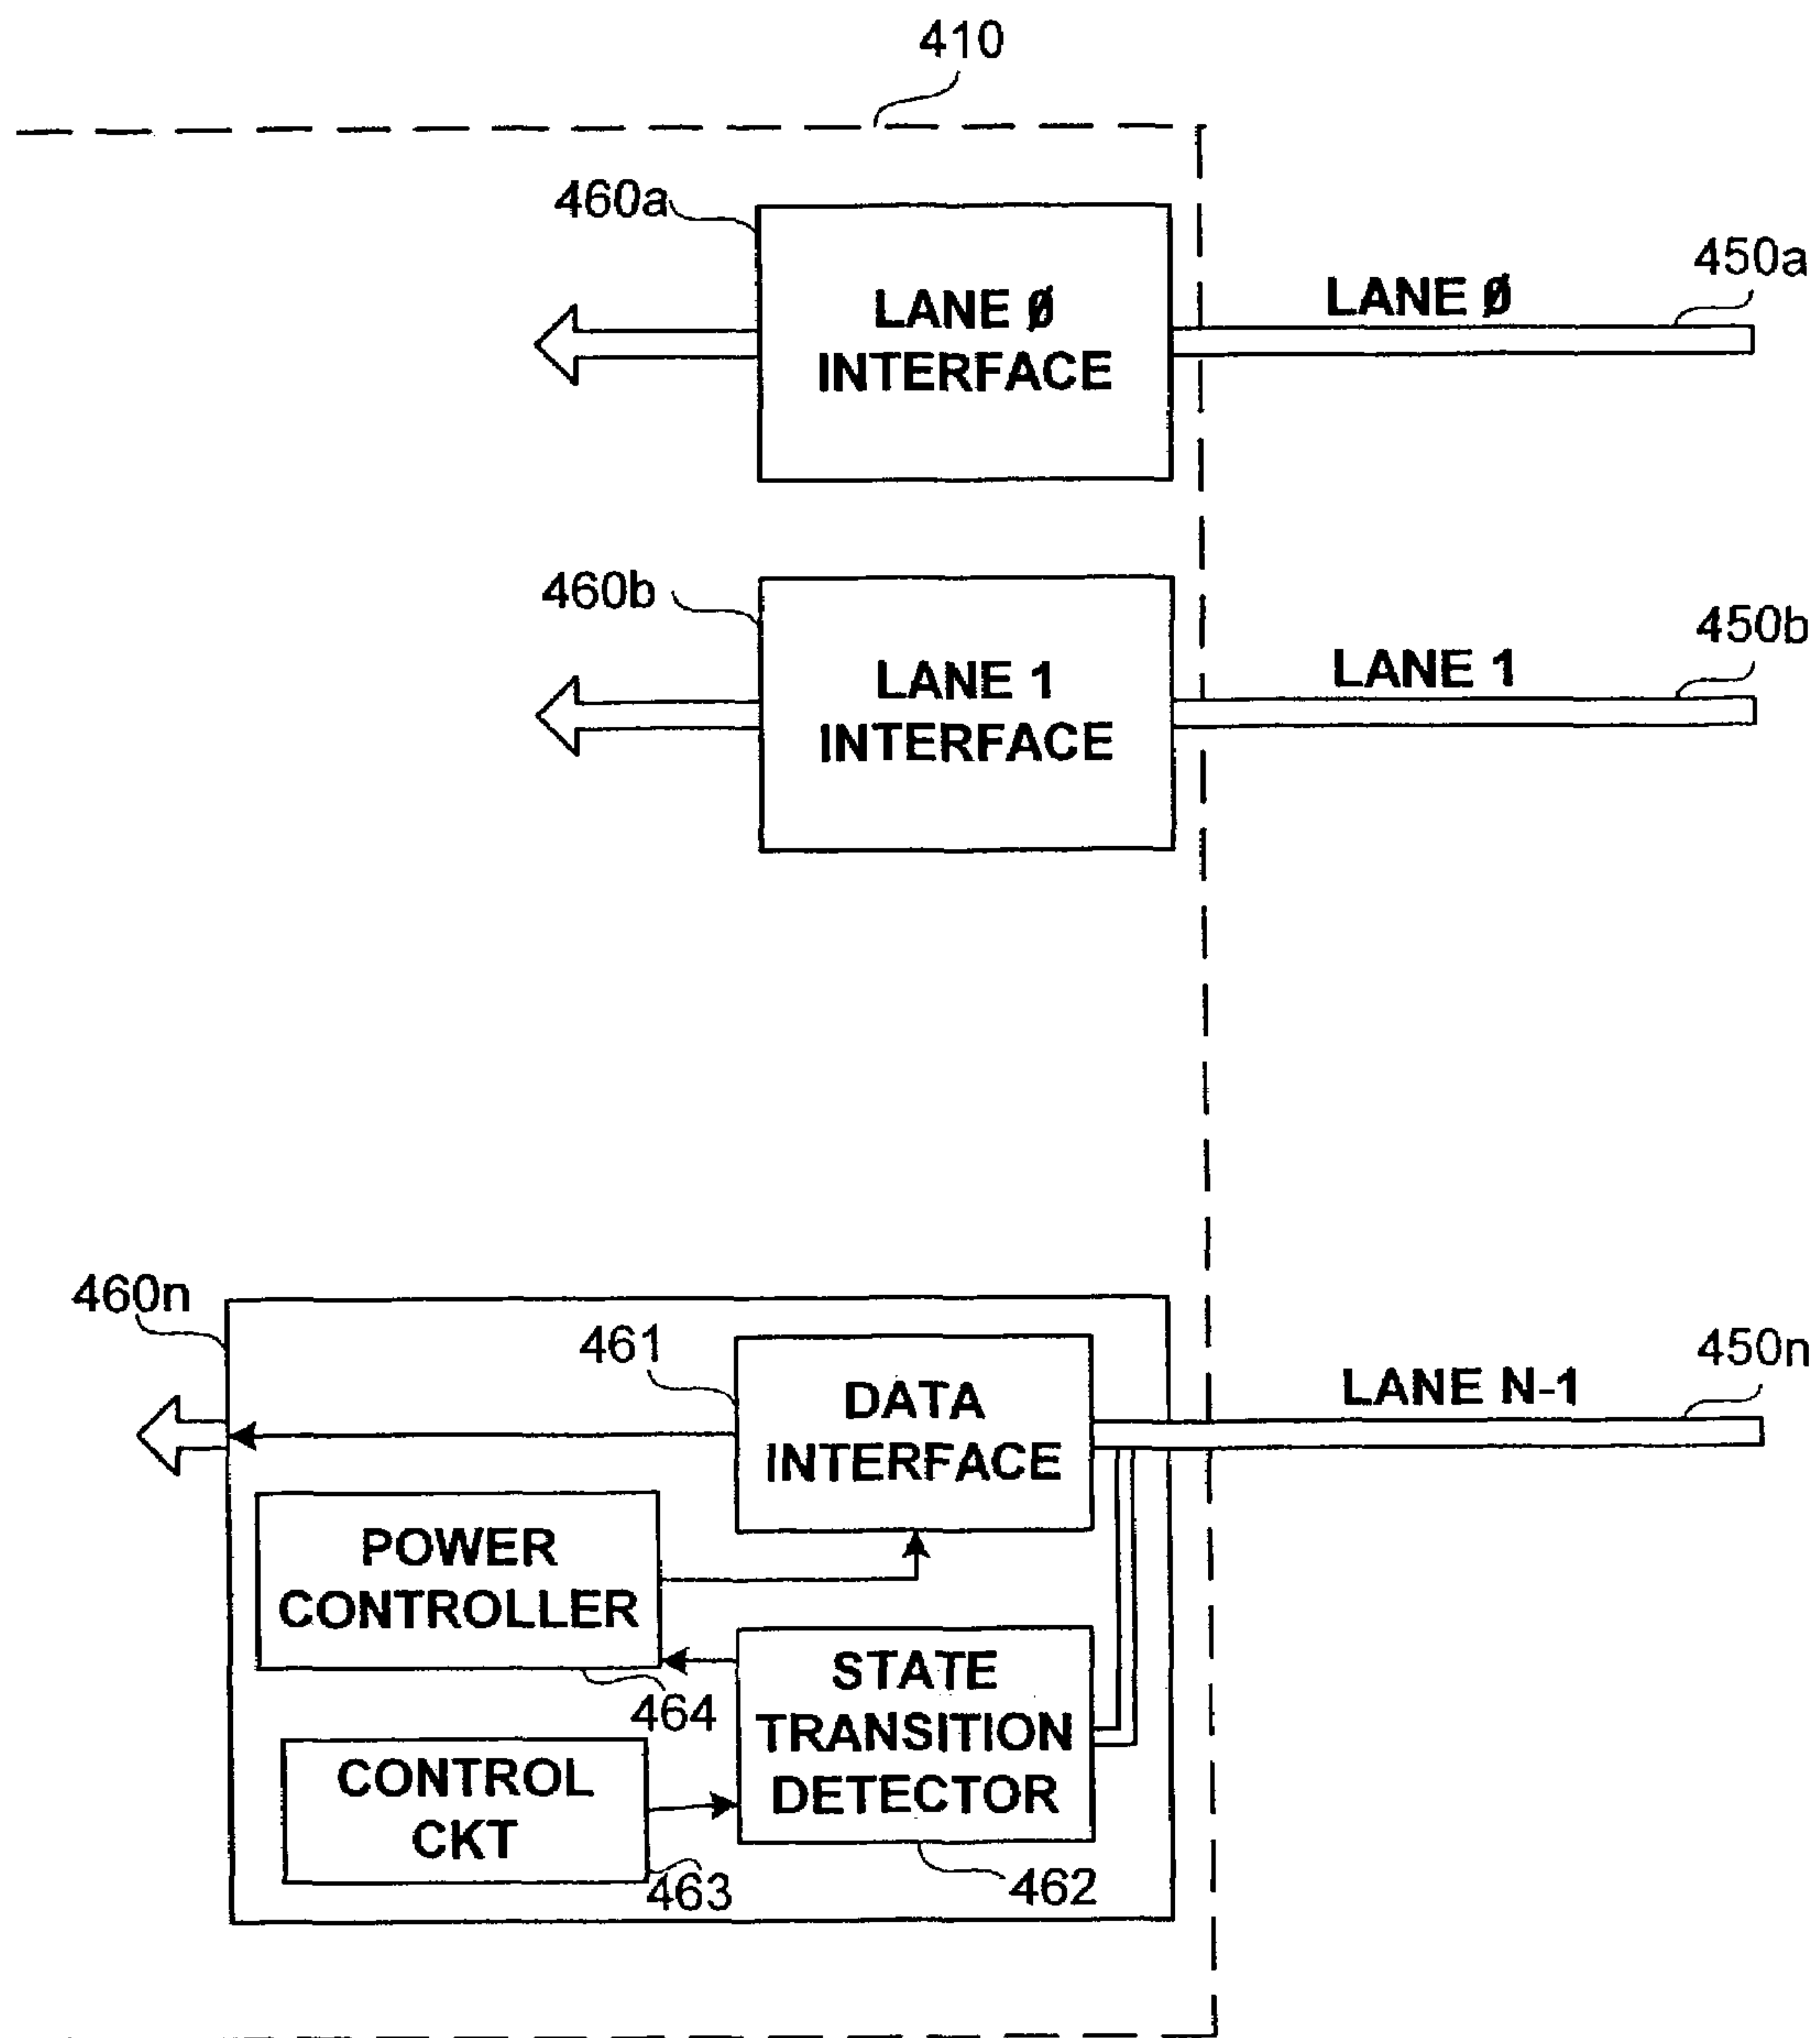 410
460a
450a
LANE Ø
LANE Ø
INTERFACE
460b
450b
LANE 1
LANE 1
INTERFACE
460n
461
450n
LANE N-1
DATA
INTERFACE
POWER
CONTROLLER
464
STATE
TRANSITION
DETECTOR
CONTROL
CKT
463
462